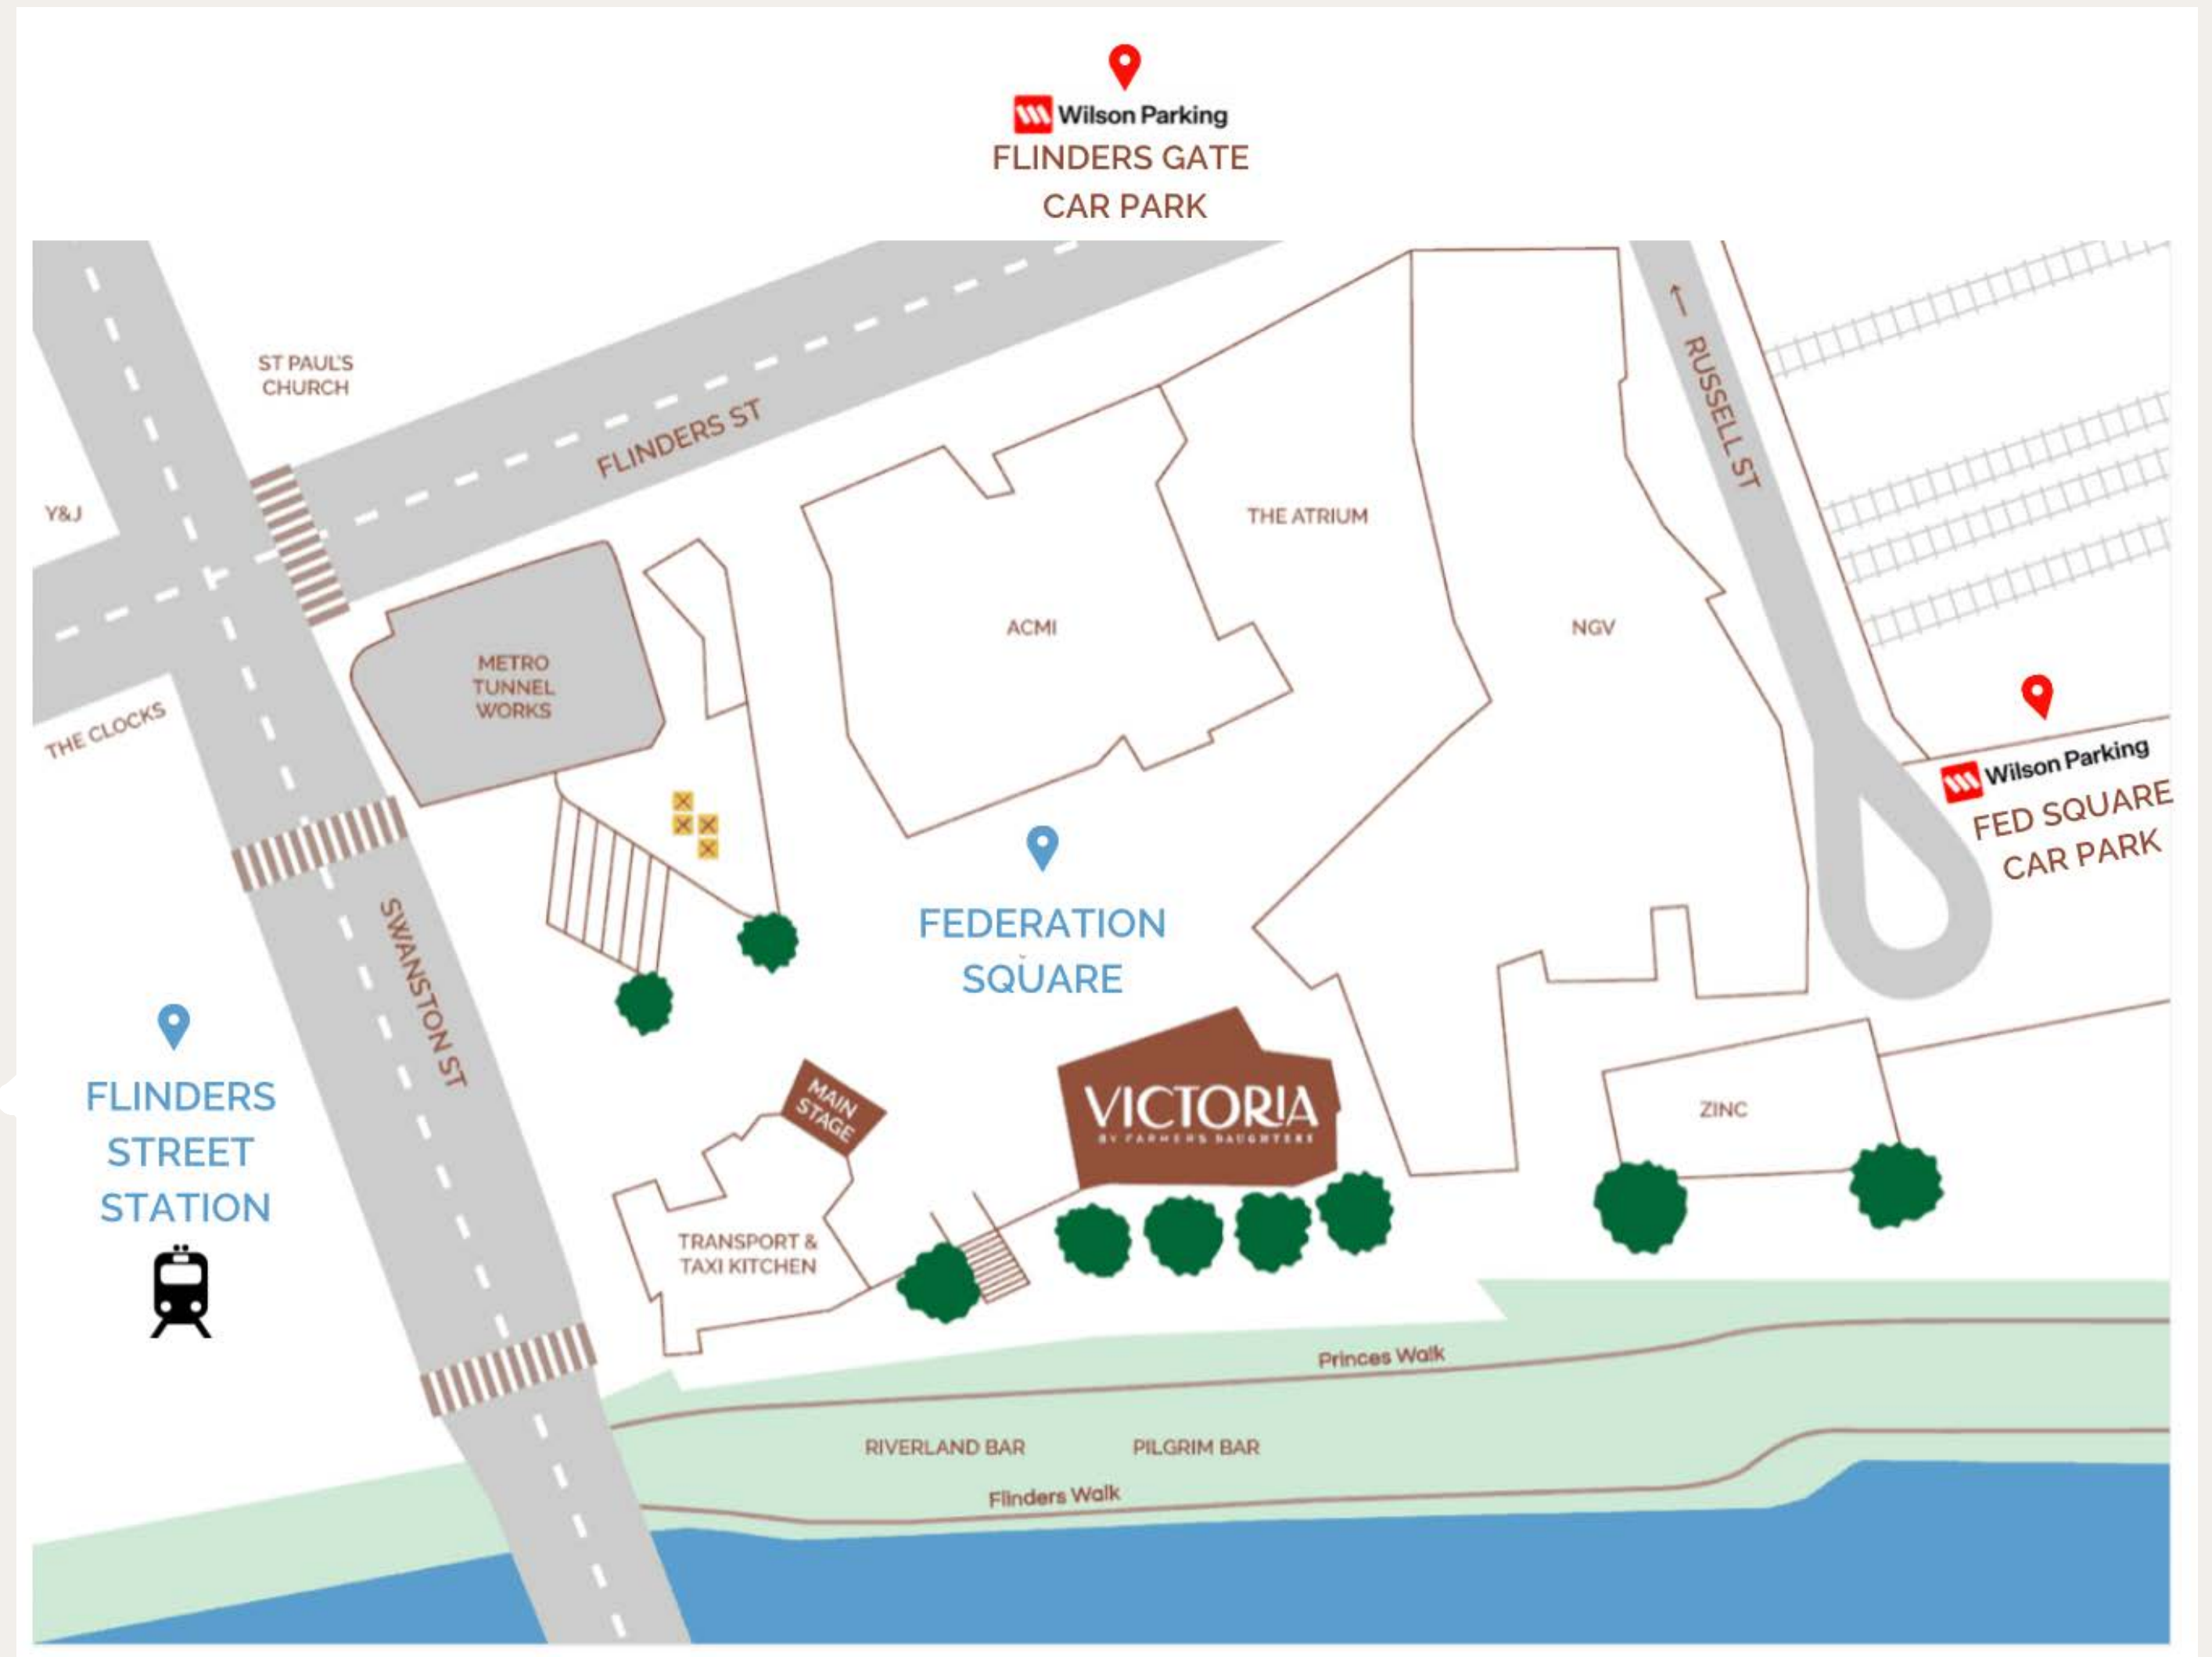 Wilson Parking
FLINDERS GATE
CAR PARK
ST PAUL'S
CHURCH
FLINDERS ST
← RUSSELL ST
Y&J
THE ATRIUM
METRO
TUNNEL
WORKS
ACMI
NGV
THE CLOCKS
Wilson Parking
FED SQUARE
CAR PARK
SWANSTON ST
FEDERATION
SQUARE
FLINDERS
STREET
STATION
MAIN
STAGE
VICTORIA
BY FARMERS DAUGHTERS
ZINC
TRANSPORT &
TAXI KITCHEN
Princes Walk
RIVERLAND BAR
PILGRIM BAR
Flinders Walk